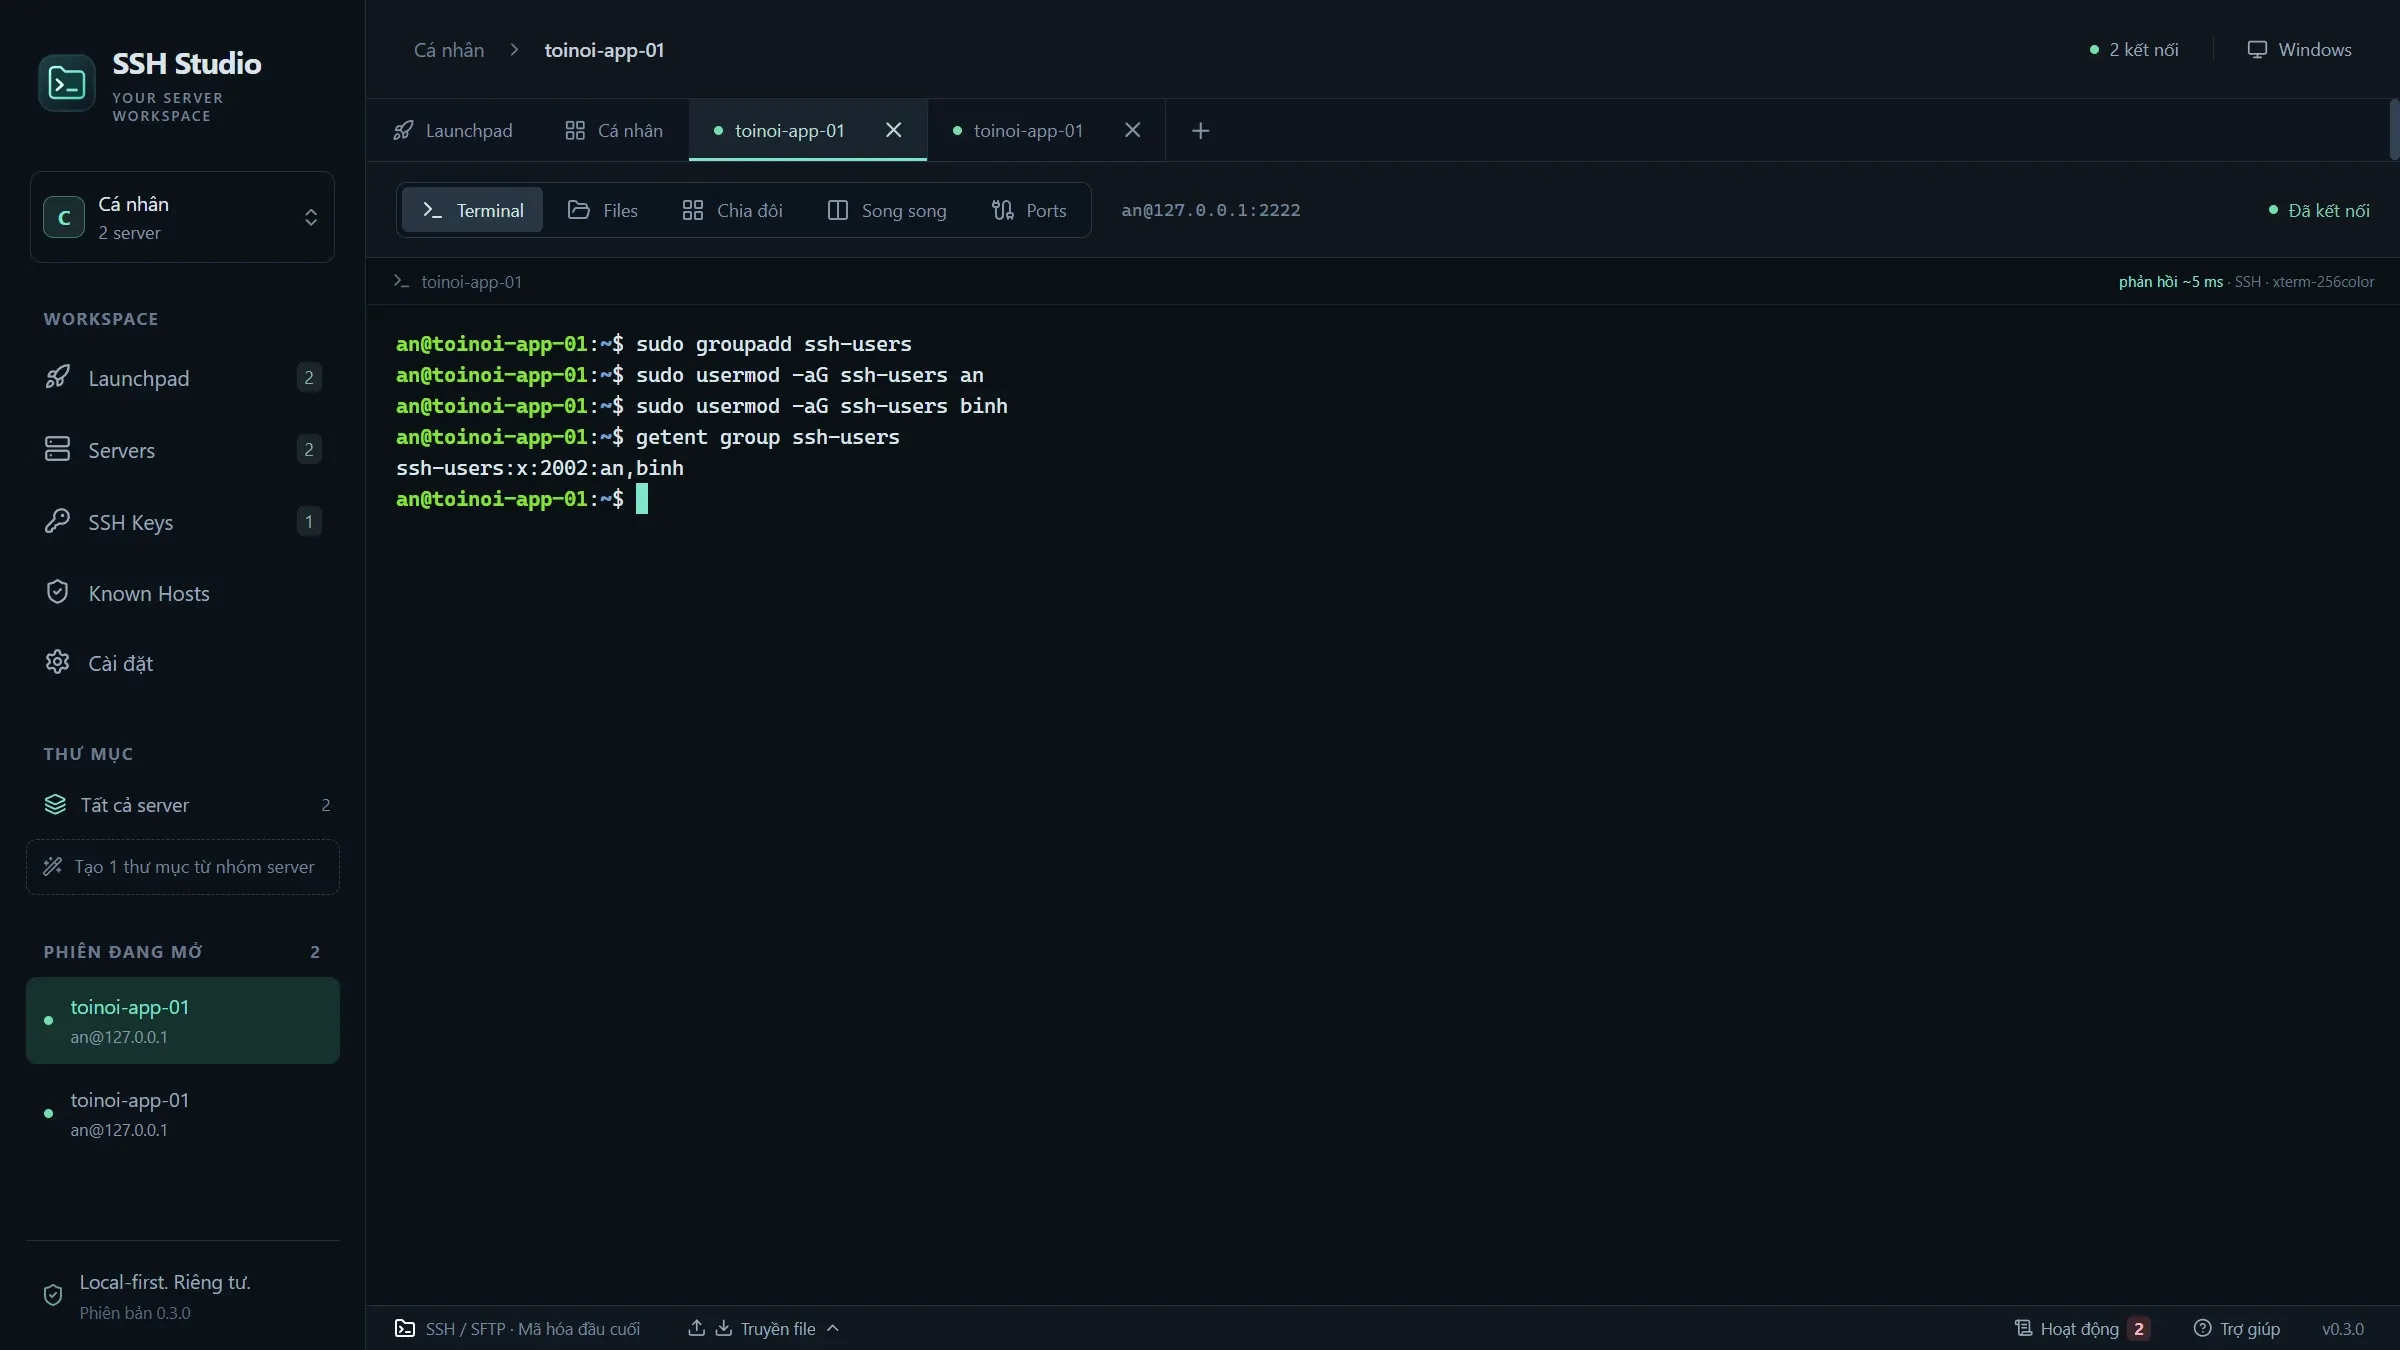 SSH Studio
YOUR SERVER
WORKSPACE
C
Cá nhân
2 server
WORKSPACE
Launchpad 2
Servers 2
SSH Keys 1
Known Hosts
Cài đặt
THƯ MỤC
Tất cả server 2
Tạo 1 thư mục từ nhóm server
PHIÊN ĐANG MỞ 2
toinoi-app-01
an@127.0.0.1
toinoi-app-01
an@127.0.0.1
Local-first. Riêng tư.
Phiên bản 0.3.0
Cá nhân > toinoi-app-01
2 kết nối
Windows
Launchpad
Cá nhân
toinoi-app-01
toinoi-app-01
Terminal
Files
Chia đôi
Song song
Ports
an@127.0.0.1:2222
Đã kết nối
toinoi-app-01
phản hồi ~5 ms · SSH · xterm-256color
an@toinoi-app-01:~$ sudo groupadd ssh-users
an@toinoi-app-01:~$ sudo usermod -aG ssh-users an
an@toinoi-app-01:~$ sudo usermod -aG ssh-users binh
an@toinoi-app-01:~$ getent group ssh-users
ssh-users:x:2002:an,binh
an@toinoi-app-01:~$
SSH / SFTP · Mã hóa đầu cuối
Truyền file
Hoạt động 2
Trợ giúp
v0.3.0